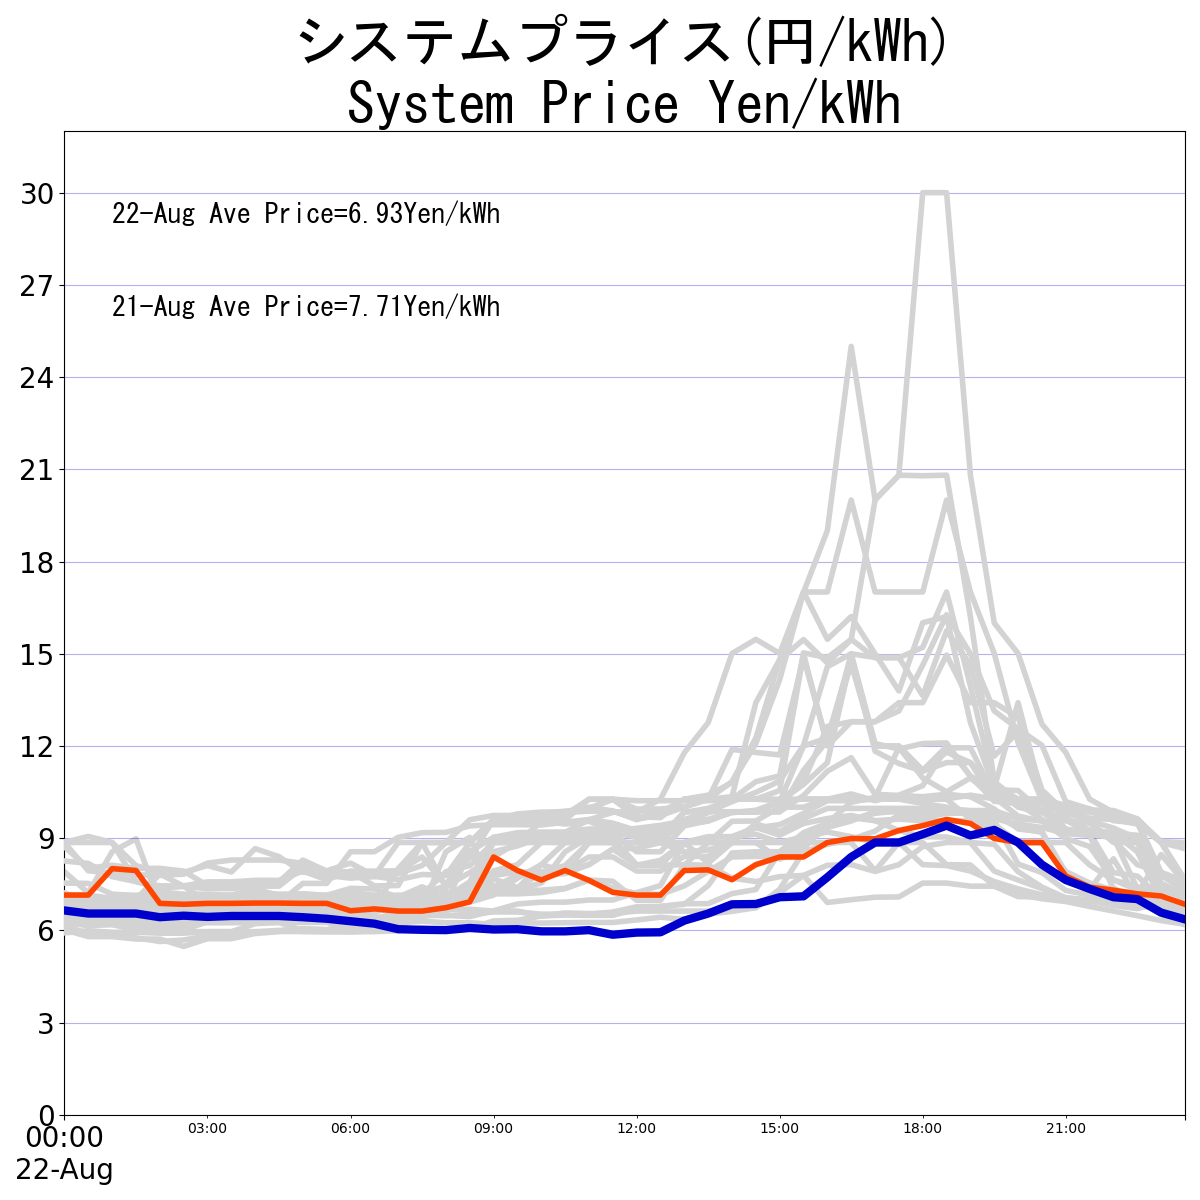 システムプライス(円/kWh)
System Price Yen/kWh
30
22-Aug Ave Price=6.93Yen/kWh
27
21-Aug Ave Price=7.71Yen/kWh
24
21
18
15
12
9
6
3
0
00:00 03:00 06:00 09:00 12:00 15:00 18:00 21:00
22-Aug